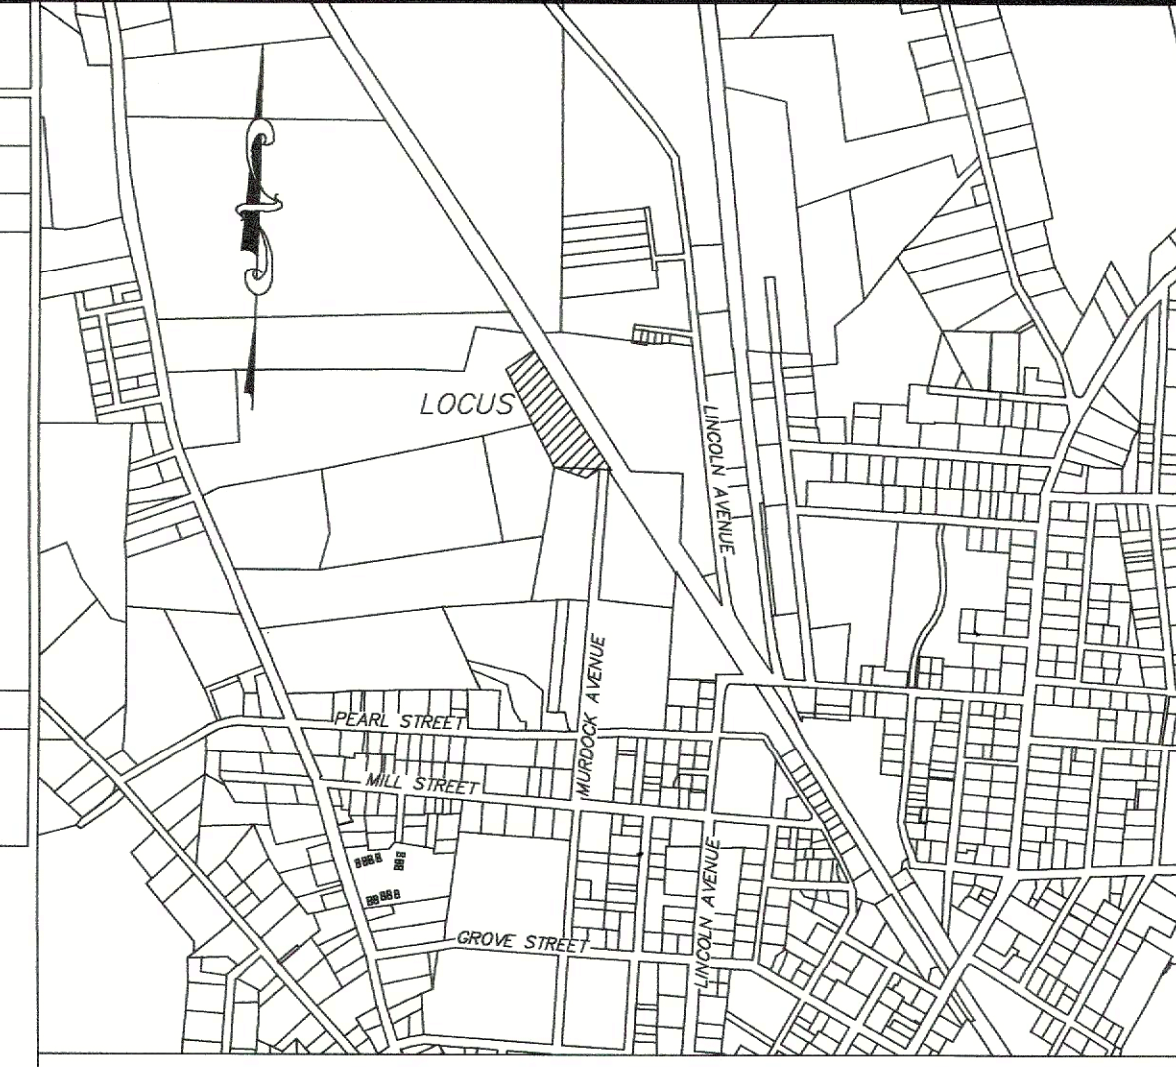 LOCUS
LINCOLN AVENUE
MURDOCK AVENUE
PEARL STREET
MILL STREET
LINCOLN AVENUE
GROVE STREET